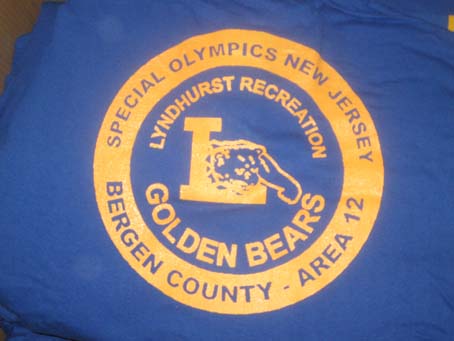 SPECIAL OLYMPICS NEW JERSEY
LYNDHURST RECREATION
L
GOLDEN BEARS
BERGEN COUNTY - AREA 12